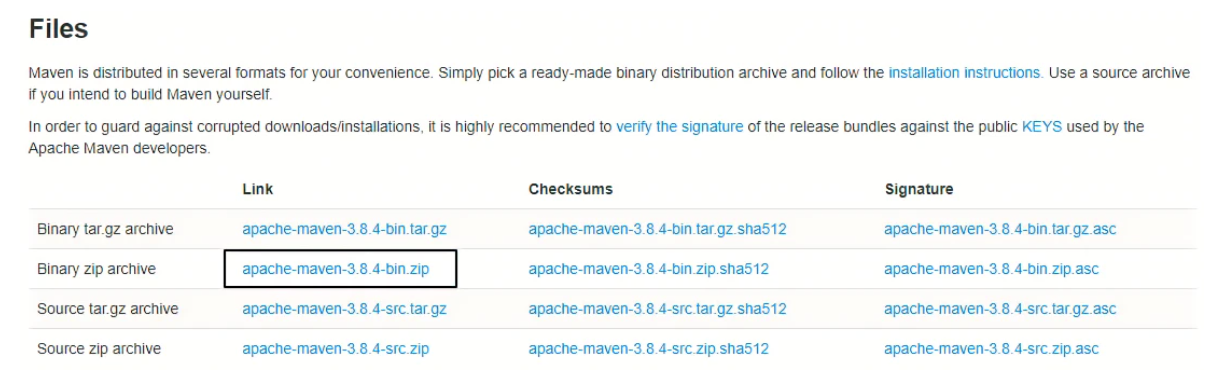 Files
Maven is distributed in several formats for your convenience. Simply pick a ready-made binary distribution archive and follow the installation instructions. Use a source archive
if you intend to build Maven yourself.
In order to guard against corrupted downloads/installations, it is highly recommended to verify the signature of the release bundles against the public KEYS used by the
Apache Maven developers.
Link Checksums Signature
Binary tar.gz archive apache-maven-3.8.4-bin.tar.gz apache-maven-3.8.4-bin.tar.gz.sha512 apache-maven-3.8.4-bin.tar.gz.asc
Binary zip archive apache-maven-3.8.4-bin.zip apache-maven-3.8.4-bin.zip.sha512 apache-maven-3.8.4-bin.zip.asc
Source tar.gz archive apache-maven-3.8.4-src.tar.gz apache-maven-3.8.4-src.tar.gz.sha512 apache-maven-3.8.4-src.tar.gz.asc
Source zip archive apache-maven-3.8.4-src.zip apache-maven-3.8.4-src.zip.sha512 apache-maven-3.8.4-src.zip.asc